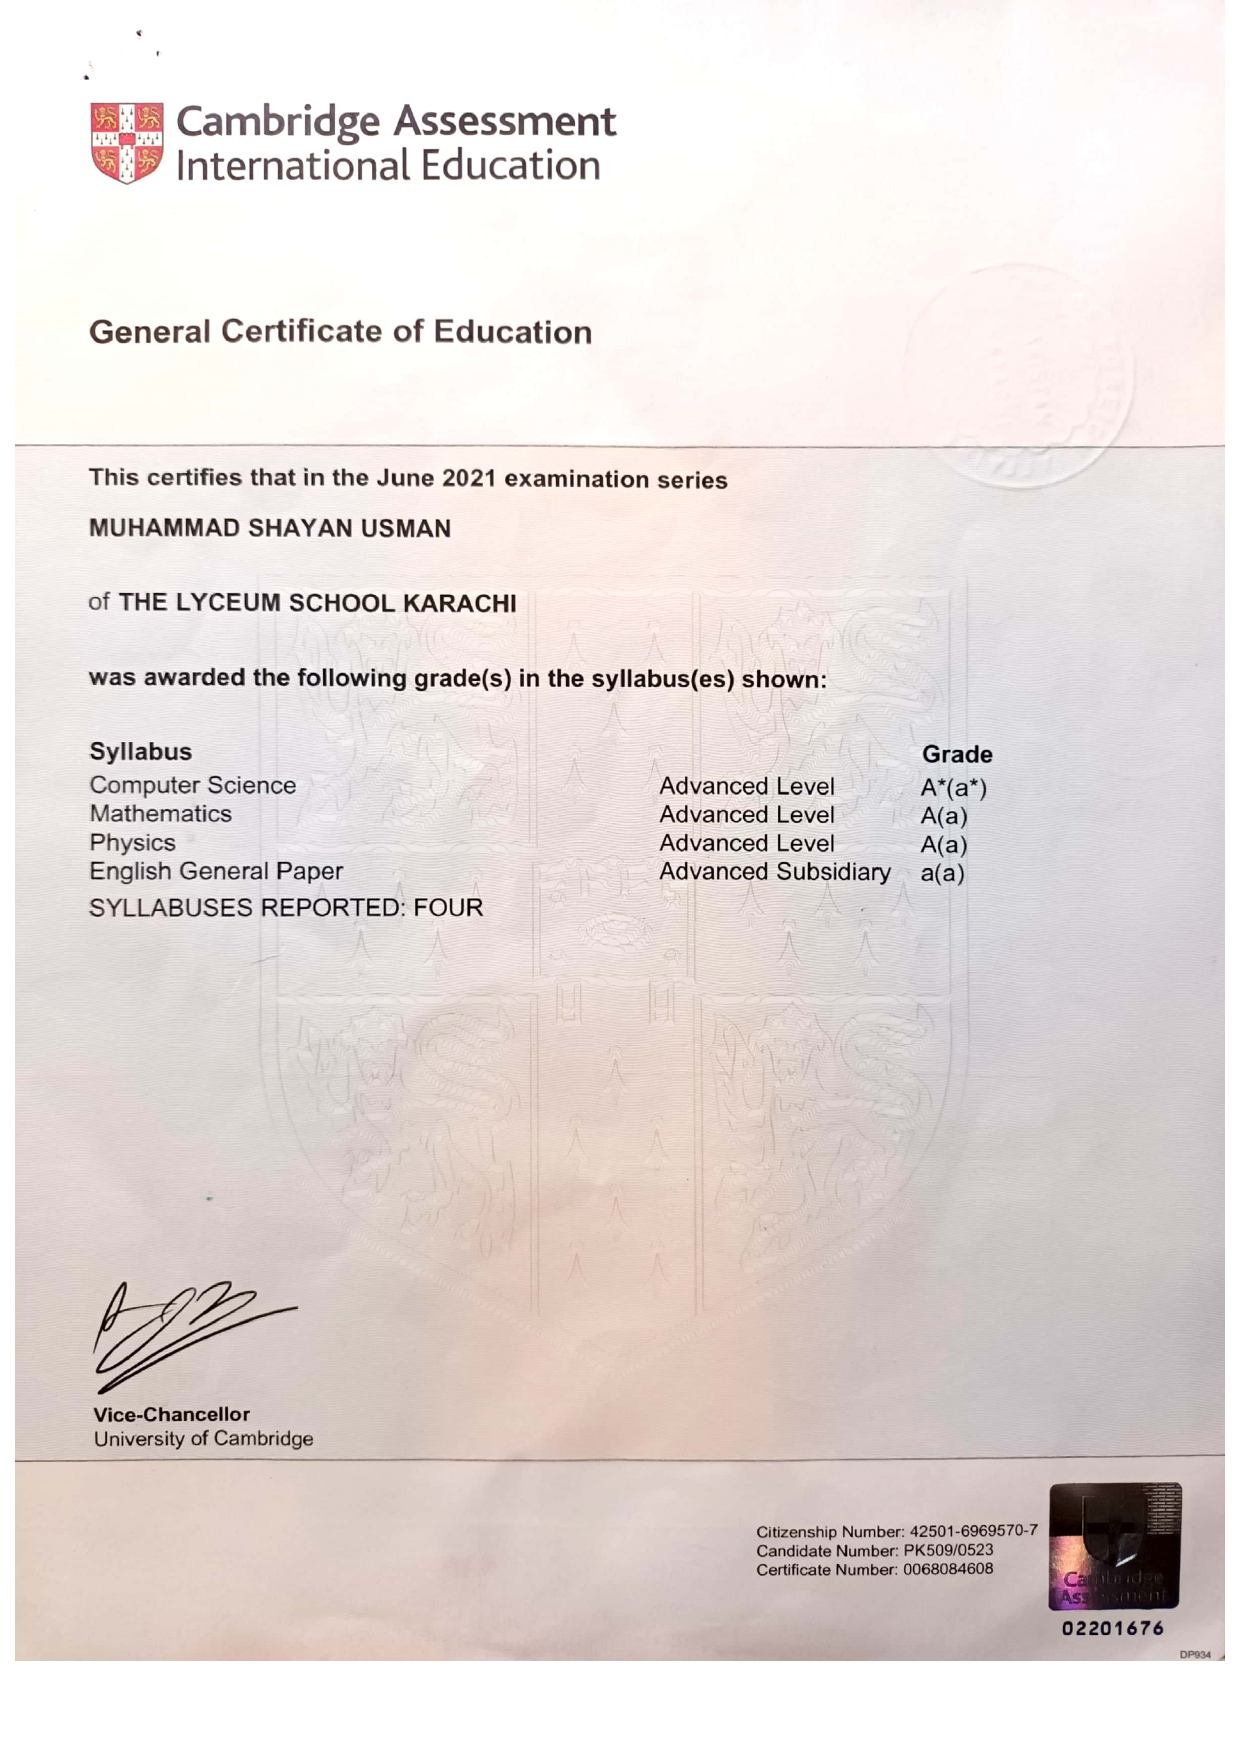 Cambridge Assessment
International Education
General Certificate of Education
This certifies that in the June 2021 examination series
MUHAMMAD SHAYAN USMAN
of THE LYCEUM SCHOOL KARACHI
was awarded the following grade(s) in the syllabus(es) shown:
Syllabus Grade
Computer Science Advanced Level A*(a*)
Mathematics Advanced Level A(a)
Physics Advanced Level A(a)
English General Paper Advanced Subsidiary a(a)
SYLLABUSES REPORTED: FOUR
Vice-Chancellor
University of Cambridge
Citizenship Number: 42501-6969570-7
Candidate Number: PK509/0523
Certificate Number: 0068084608
Cambridge
Assessment
02201676
DP934